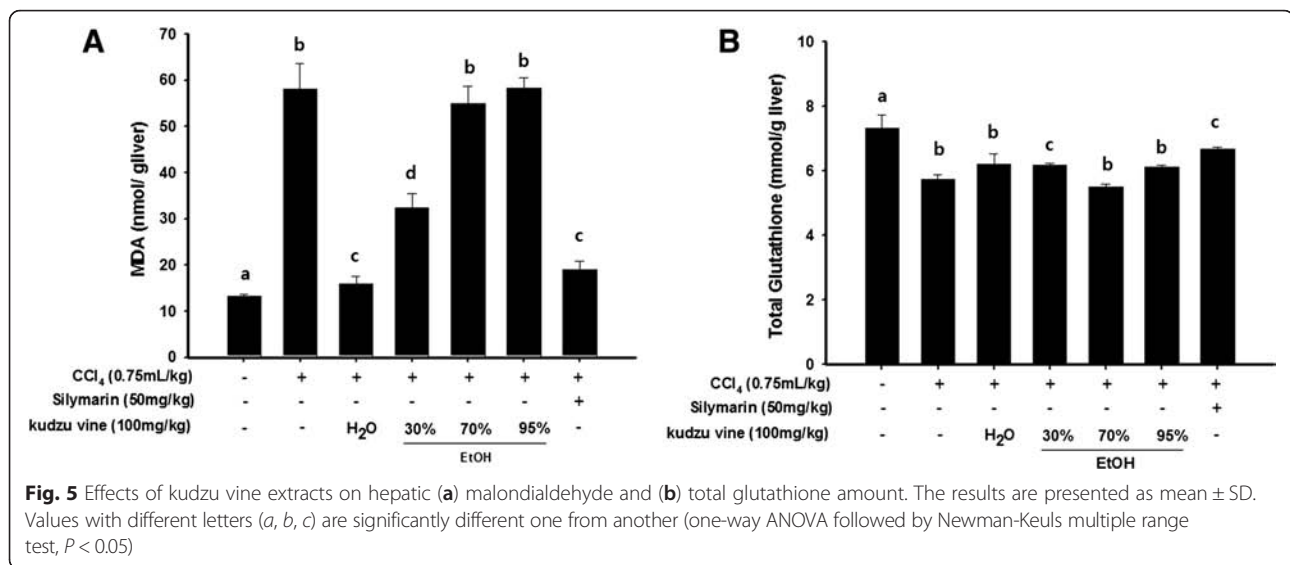 A
B
70
60
50
40
30
20
10
0
MDA (nmol/ gliver)
a
b
c
d
b
b
c
CCl4 (0.75mL/kg) - + + + + + +
Silymarin (50mg/kg) - - - - - - +
kudzu vine (100mg/kg) - - H2O 30% 70% 95% -
EtOH
10
8
6
4
2
0
Total Glutathione (mmol/g liver)
a
b
b
c
b
b
c
CCl4 (0.75mL/kg) - + + + + + +
Silymarin (50mg/kg) - - - - - - +
kudzu vine (100mg/kg) - - H2O 30% 70% 95% -
EtOH
Fig. 5 Effects of kudzu vine extracts on hepatic (a) malondialdehyde and (b) total glutathione amount. The results are presented as mean ± SD.
Values with different letters (a, b, c) are significantly different one from another (one-way ANOVA followed by Newman-Keuls multiple range
test, P < 0.05)